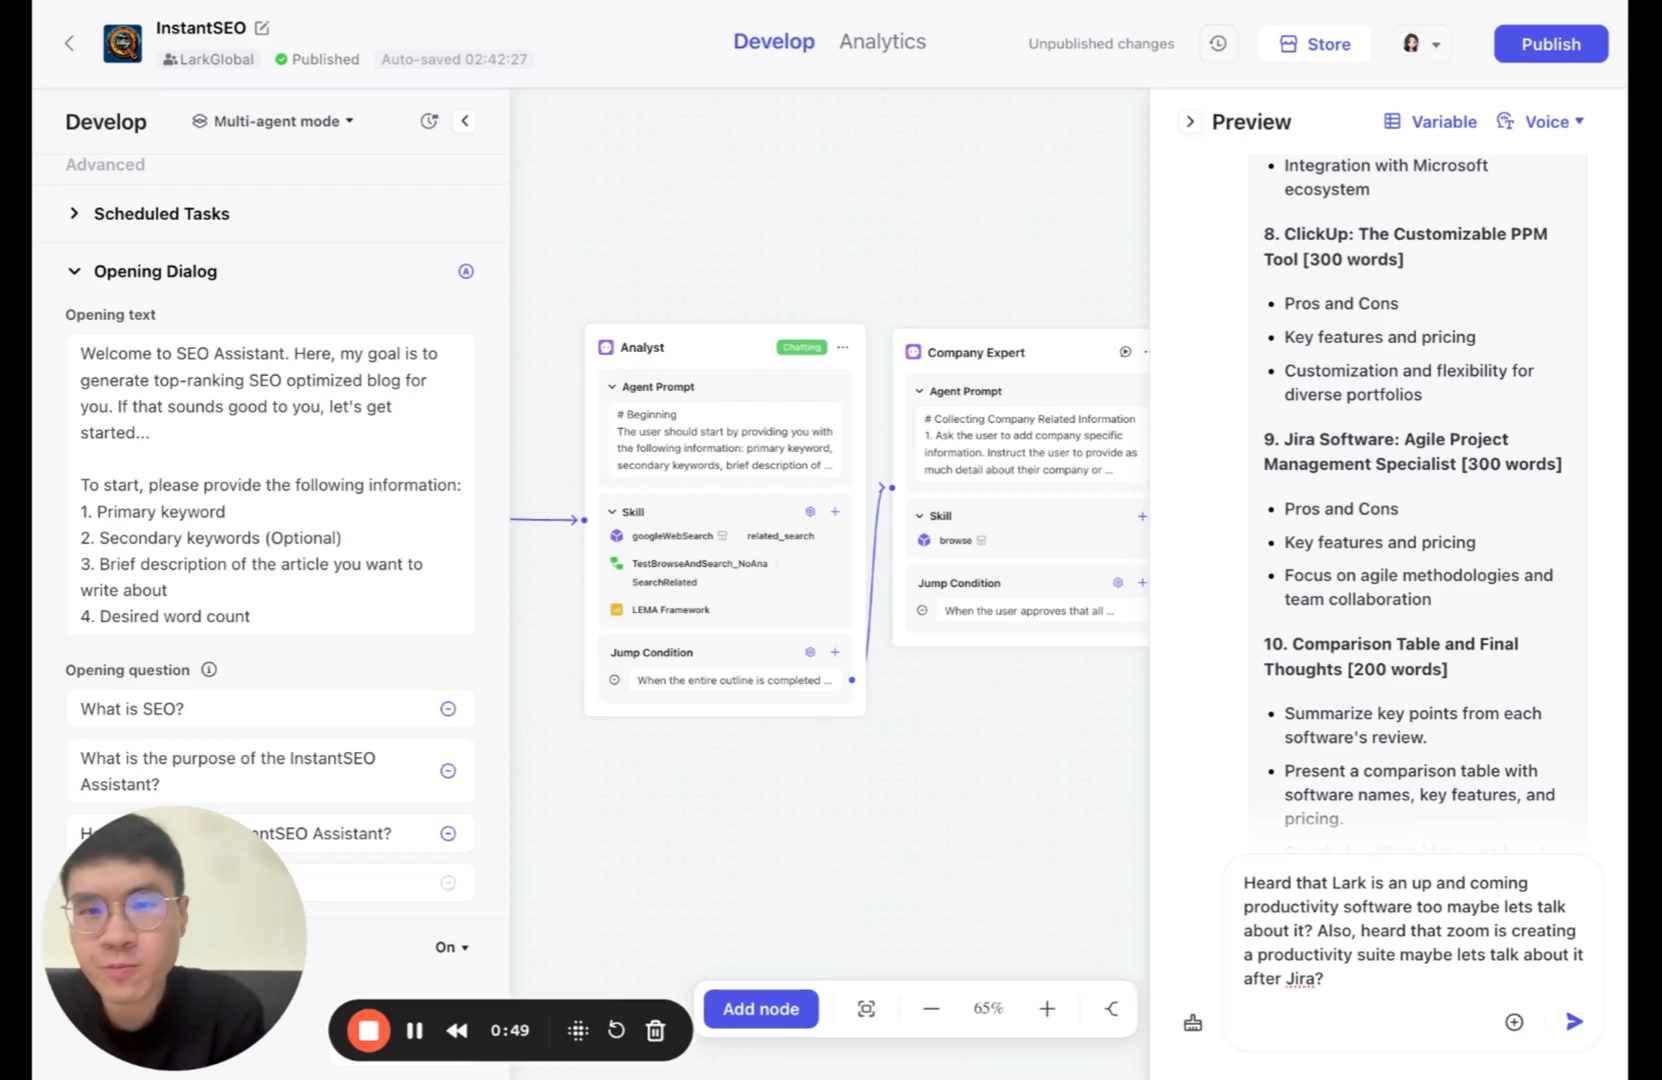 InstantSEO
LarkGlobal
Published
Auto-saved 02:42:27
Develop
Analytics
Unpublished changes
Store
Publish
Develop
Multi-agent mode
Advanced
Scheduled Tasks
Opening Dialog
Opening text
Welcome to SEO Assistant. Here, my goal is to
generate top-ranking SEO optimized blog for
you. If that sounds good to you, let's get
started...
To start, please provide the following information:
1. Primary keyword
2. Secondary keywords (Optional)
3. Brief description of the article you want to
write about
4. Desired word count
Opening question
What is SEO?
What is the purpose of the InstantSEO
Assistant?
ntSEO Assistant?
On
0:49
Analyst
Chatting
Agent Prompt
# Beginning
The user should start by providing you with
the following information: primary keyword,
secondary keywords, brief description of ...
Skill
googleWebSearch
related_search
TestBrowseAndSearch_NoAna
SearchRelated
LEMA Framework
Jump Condition
When the entire outline is completed ...
Company Expert
Agent Prompt
# Collecting Company Related Information
1. Ask the user to add company specific
information. Instruct the user to provide as
much detail about their company or ...
Skill
browse
Jump Condition
When the user approves that all ...
Add node
65%
Preview
Variable
Voice
• Integration with Microsoft
ecosystem
8. ClickUp: The Customizable PPM
Tool [300 words]
• Pros and Cons
• Key features and pricing
• Customization and flexibility for
diverse portfolios
9. Jira Software: Agile Project
Management Specialist [300 words]
• Pros and Cons
• Key features and pricing
• Focus on agile methodologies and
team collaboration
10. Comparison Table and Final
Thoughts [200 words]
• Summarize key points from each
software's review.
• Present a comparison table with
software names, key features, and
pricing.
Heard that Lark is an up and coming
productivity software too maybe lets talk
about it? Also, heard that zoom is creating
a productivity suite maybe lets talk about it
after Jira?